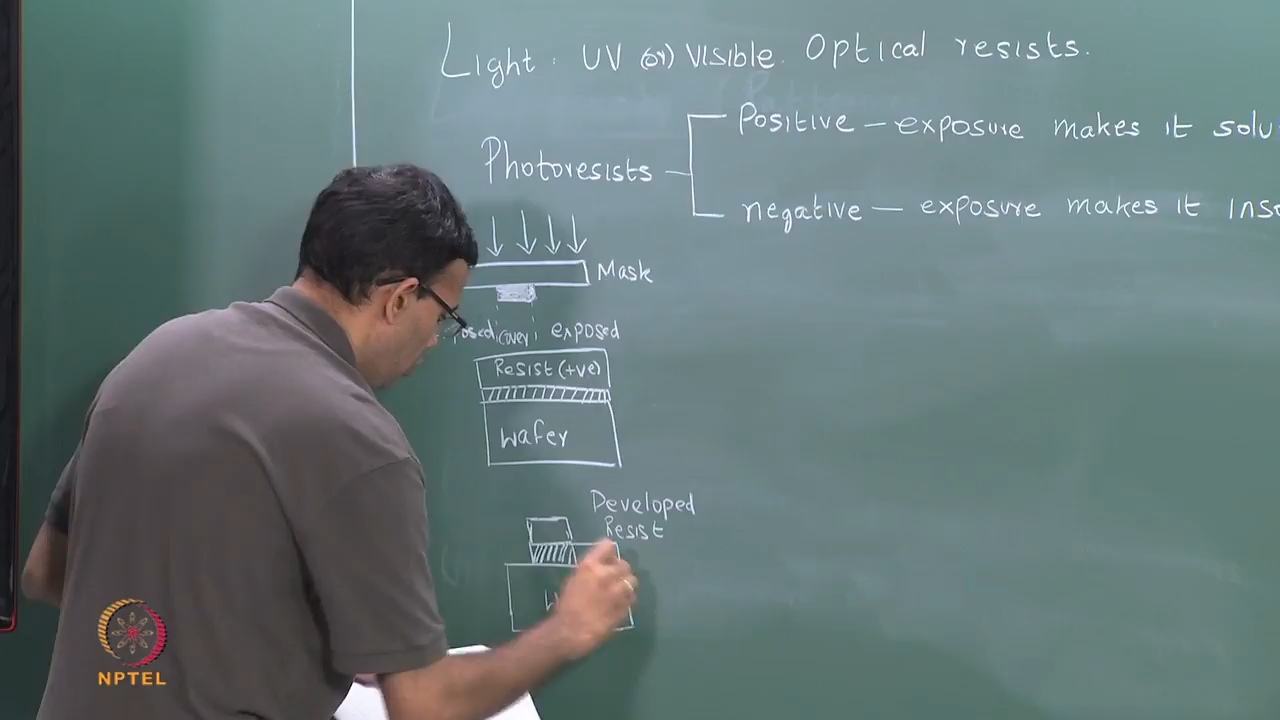 Light: UV (or) Visible. Optical resists.
Photoresists
Positive — exposure makes it solu
negative — exposure makes it Inso
Mask
cover exposed
Resist (+ve)
Wafer
Developed
Resist
NPTEL